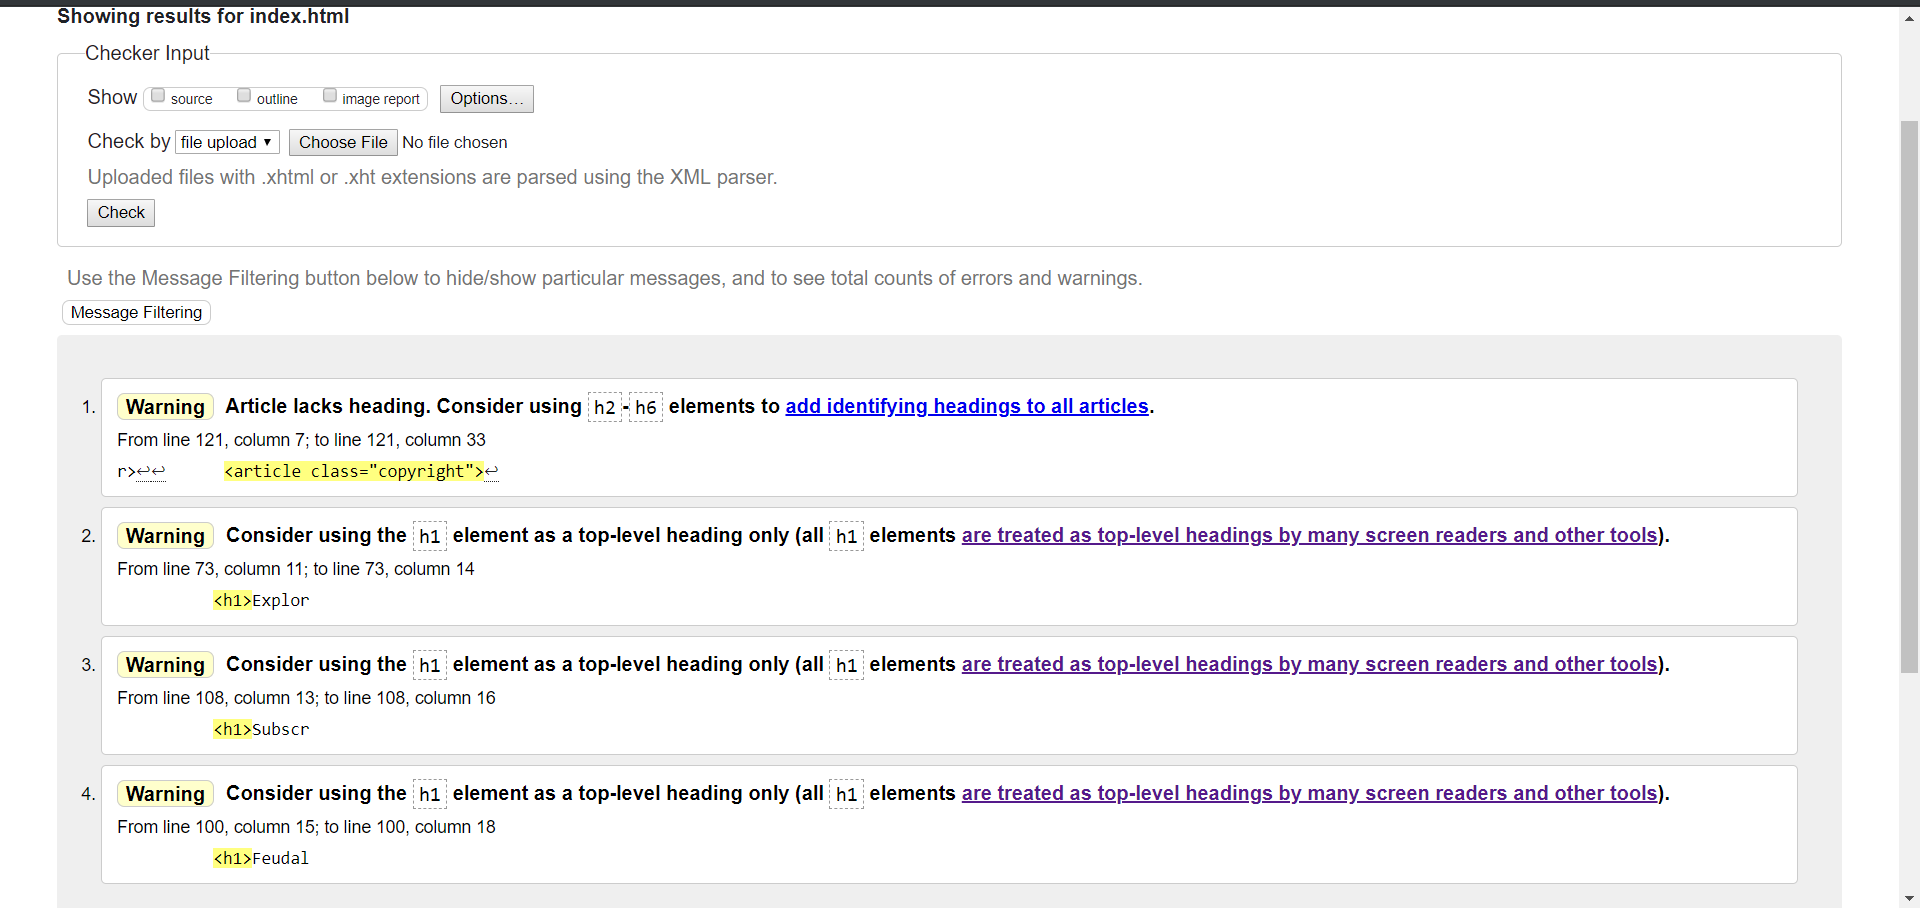 Showing results for index.html
Checker Input
Show source outline image report Options...
Check by file upload Choose File No file chosen
Uploaded files with .xhtml or .xht extensions are parsed using the XML parser.
Check
Use the Message Filtering button below to hide/show particular messages, and to see total counts of errors and warnings.
Message Filtering
1. Warning Article lacks heading. Consider using h2-h6 elements to add identifying headings to all articles.
From line 121, column 7; to line 121, column 33
r>↩↩ <article class="copyright">↩
2. Warning Consider using the h1 element as a top-level heading only (all h1 elements are treated as top-level headings by many screen readers and other tools).
From line 73, column 11; to line 73, column 14
<h1>Explor
3. Warning Consider using the h1 element as a top-level heading only (all h1 elements are treated as top-level headings by many screen readers and other tools).
From line 108, column 13; to line 108, column 16
<h1>Subscr
4. Warning Consider using the h1 element as a top-level heading only (all h1 elements are treated as top-level headings by many screen readers and other tools).
From line 100, column 15; to line 100, column 18
<h1>Feudal